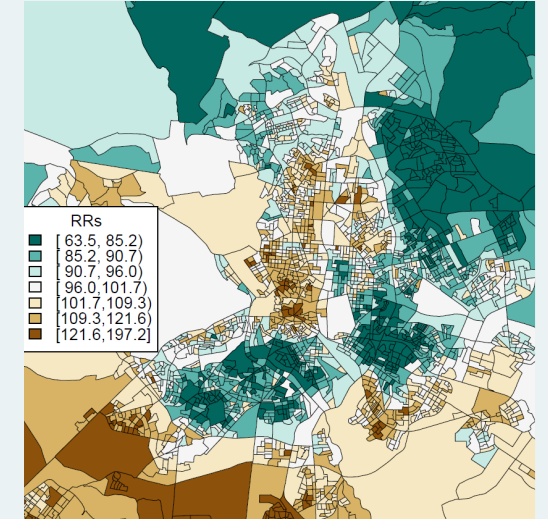 RRs
[ 63.5, 85.2)
[ 85.2, 90.7)
[ 90.7, 96.0)
[ 96.0,101.7)
[101.7,109.3)
[109.3,121.6)
[121.6,197.2]